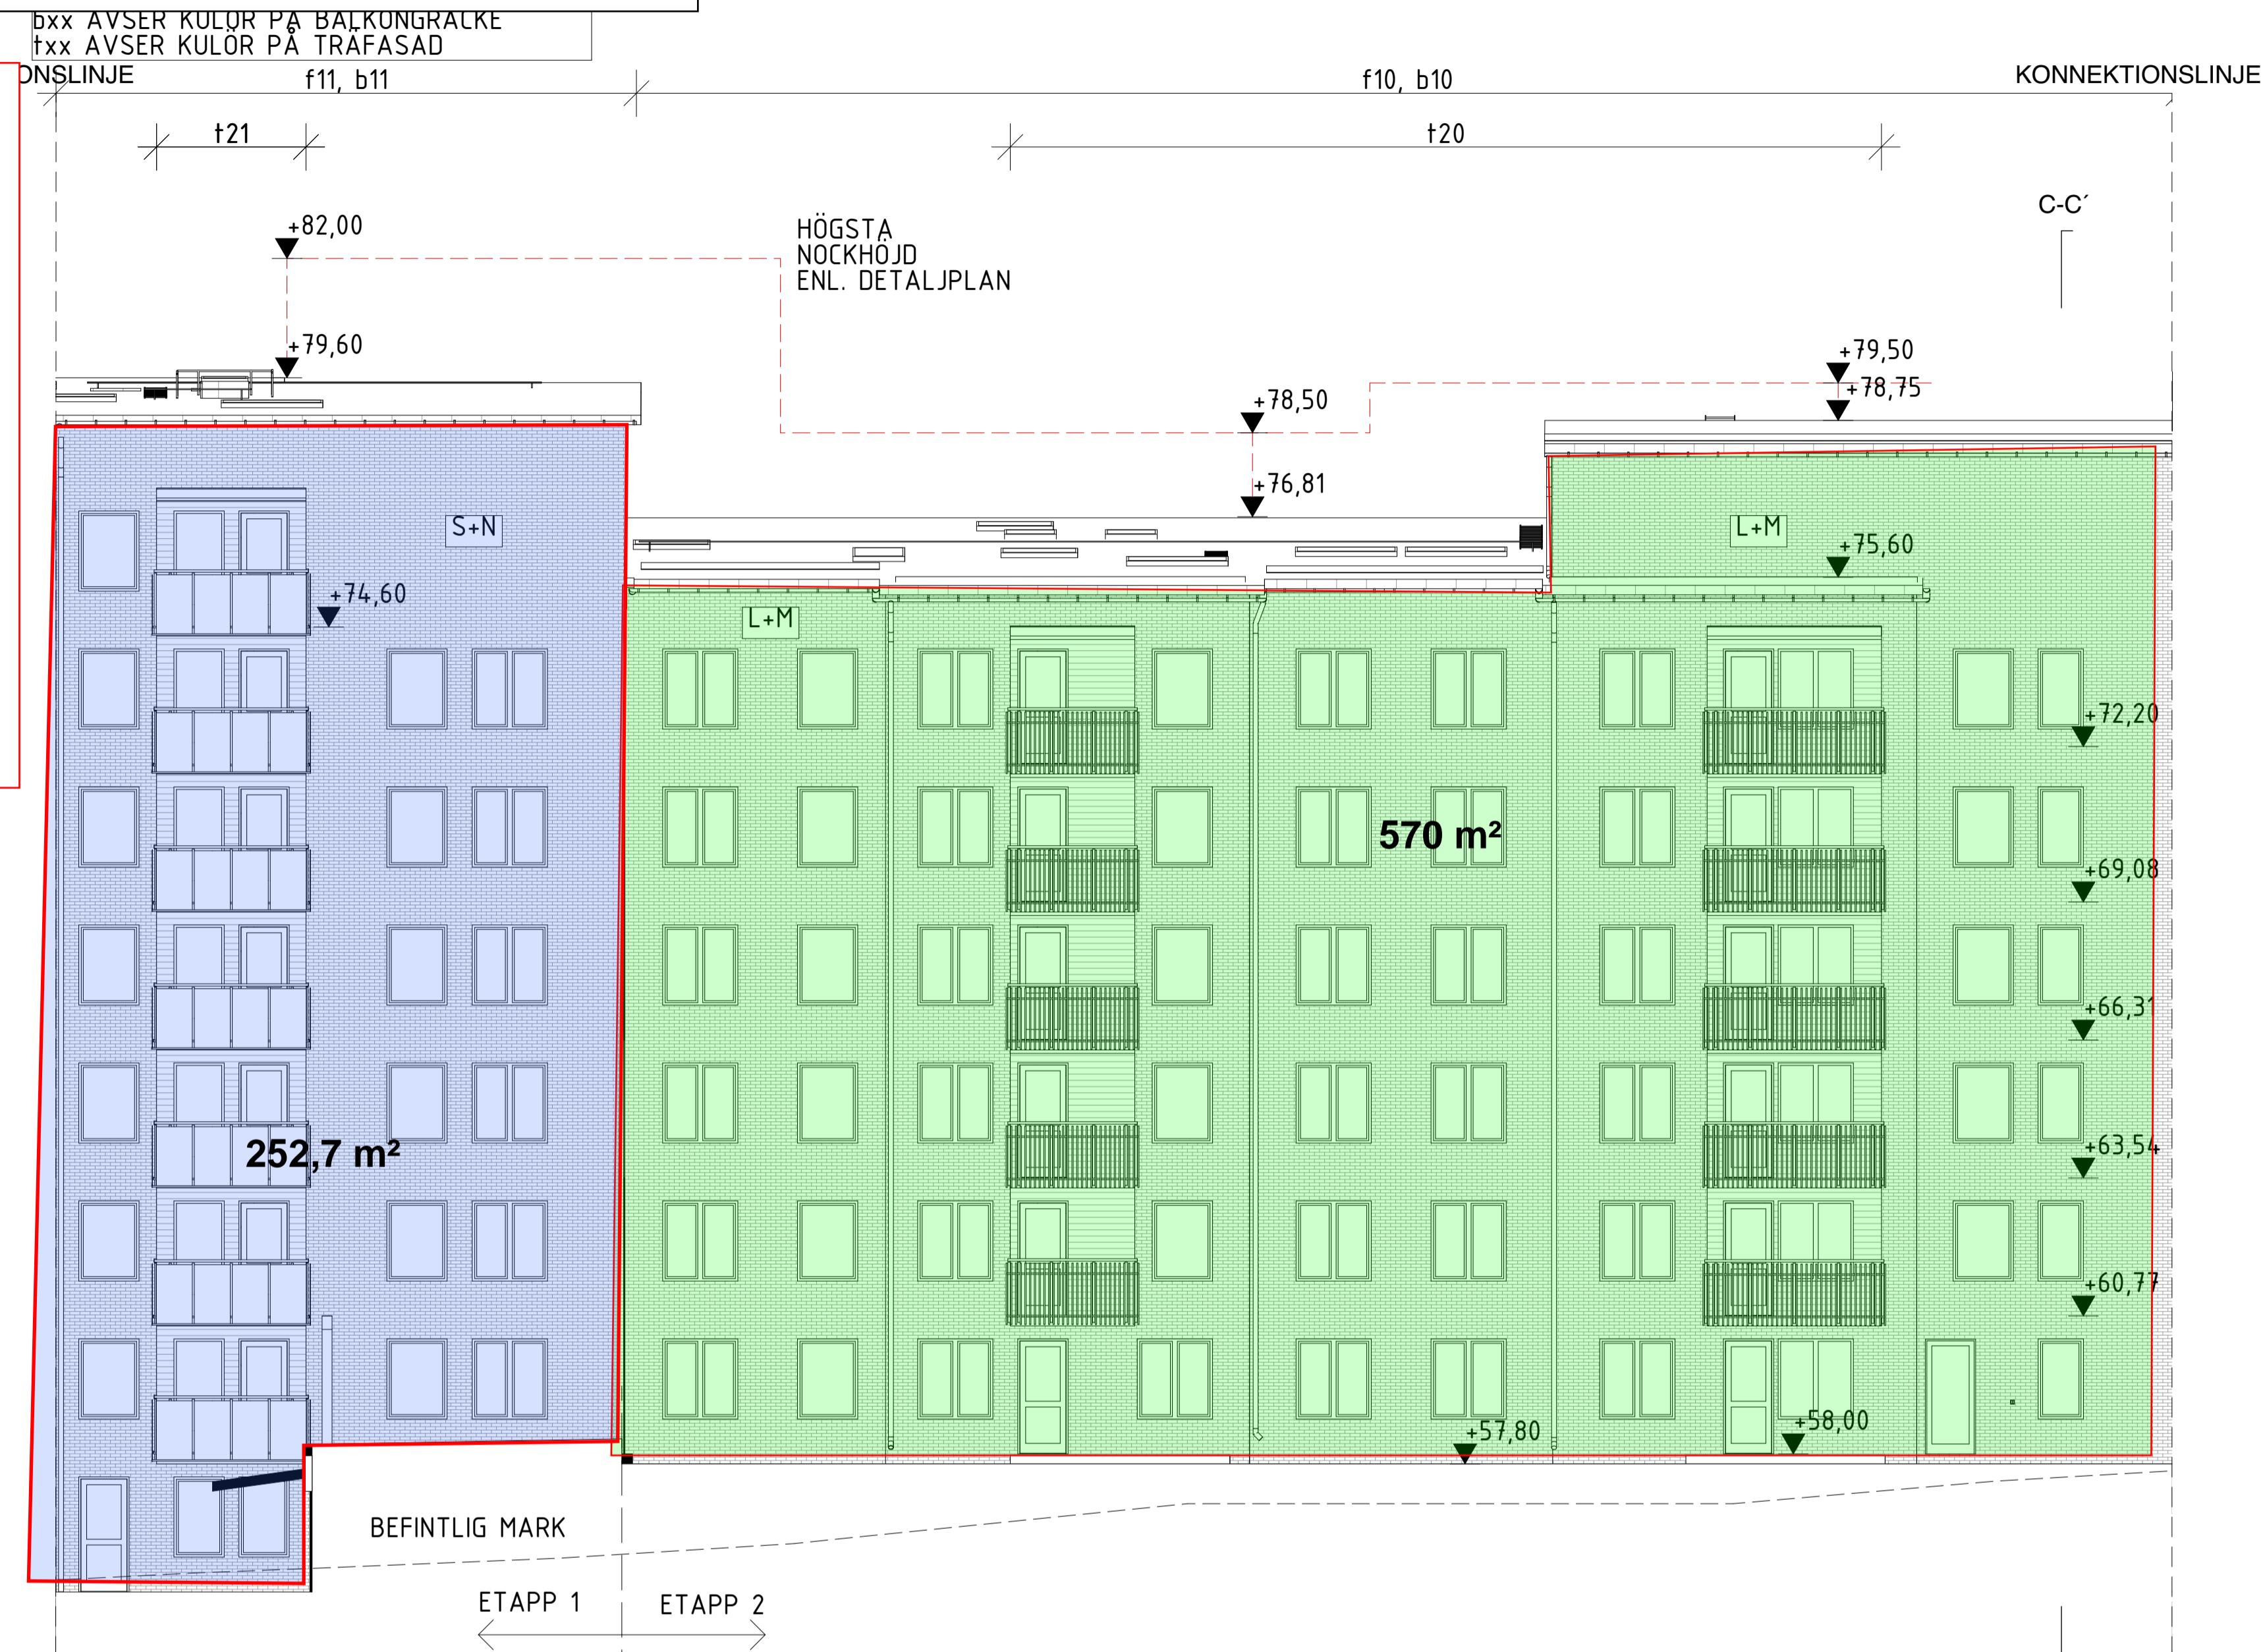 bxx AVSER KULÖR PÅ BALKONGRÄCKE
txx AVSER KULÖR PÅ TRÄFASAD
ONSLINJE
KONNEKTIONSLINJE
f11, b11
f10, b10
t21
t20
C-C´
+82,00
HÖGSTA
NOCKHÖJD
ENL. DETALJPLAN
+79,60
+79,50
+78,75
+78,50
+76,81
S+N
L+M
+75,60
+74,60
L+M
+72,20
570 m²
+69,08
+66,31
252,7 m²
+63,54
+60,77
+57,80
+58,00
BEFINTLIG MARK
ETAPP 1
ETAPP 2